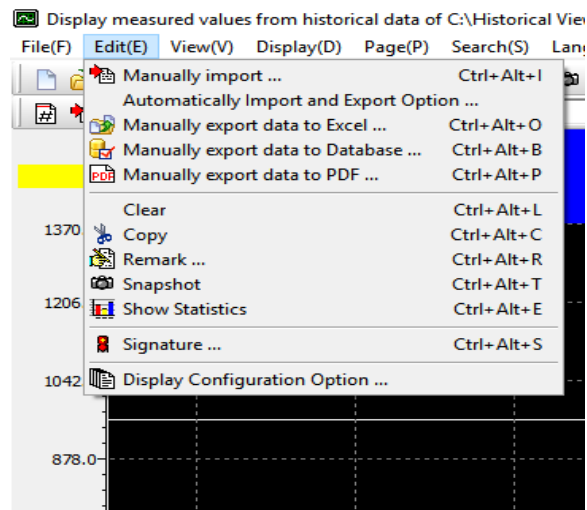 Display measured values from historical data of C:\Historical Vie
File(F) Edit(E) View(V) Display(D) Page(P) Search(S) Lan
Manually import ... Ctrl+Alt+I
Automatically Import and Export Option ...
Manually export data to Excel ... Ctrl+Alt+O
Manually export data to Database ... Ctrl+Alt+B
PDF Manually export data to PDF ... Ctrl+Alt+P
Clear Ctrl+Alt+L
1370. Copy Ctrl+Alt+C
Remark ... Ctrl+Alt+R
Snapshot Ctrl+Alt+T
1206 Show Statistics Ctrl+Alt+E
Signature ... Ctrl+Alt+S
1042 Display Configuration Option ...
878.0